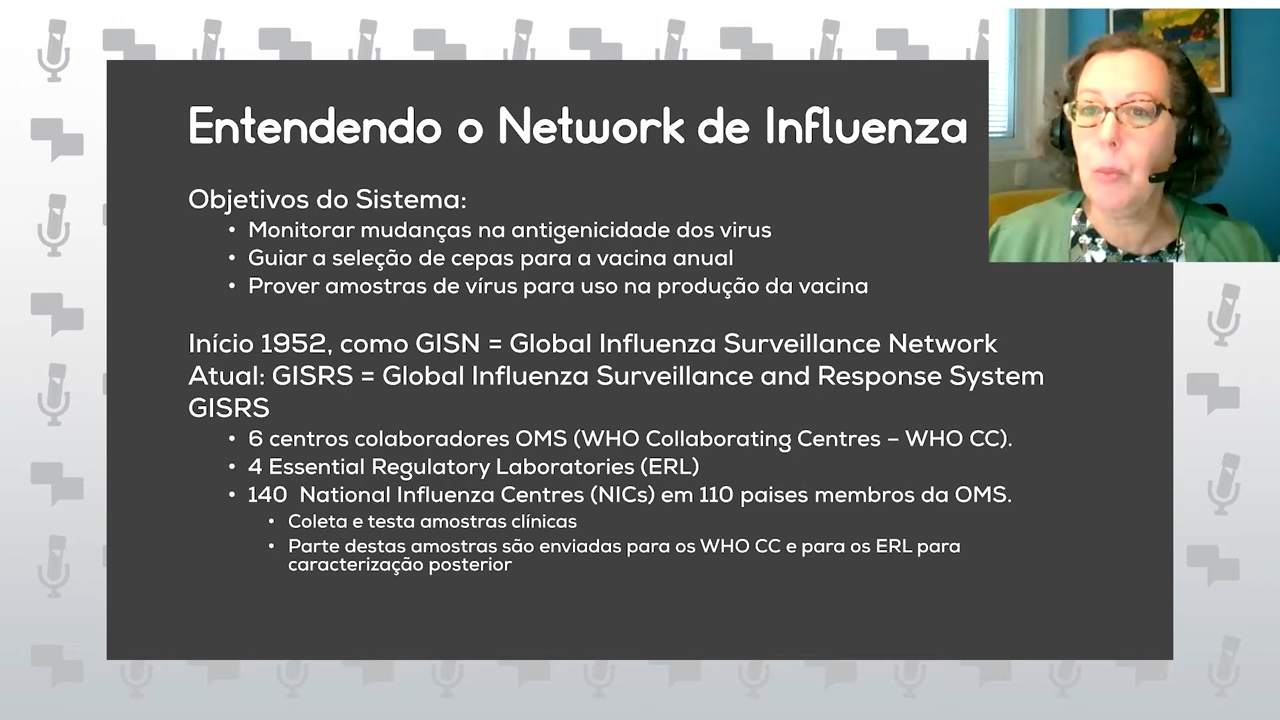 Entendendo o Network de Influenza
Objetivos do Sistema:
• Monitorar mudanças na antigenicidade dos virus
• Guiar a seleção de cepas para a vacina anual
• Prover amostras de vírus para uso na produção da vacina
Início 1952, como GISN = Global Influenza Surveillance Network
Atual: GISRS = Global Influenza Surveillance and Response System
GISRS
• 6 centros colaboradores OMS (WHO Collaborating Centres – WHO CC).
• 4 Essential Regulatory Laboratories (ERL)
• 140 National Influenza Centres (NICs) em 110 paises membros da OMS.
• Coleta e testa amostras clínicas
• Parte destas amostras são enviadas para os WHO CC e para os ERL para
caracterização posterior